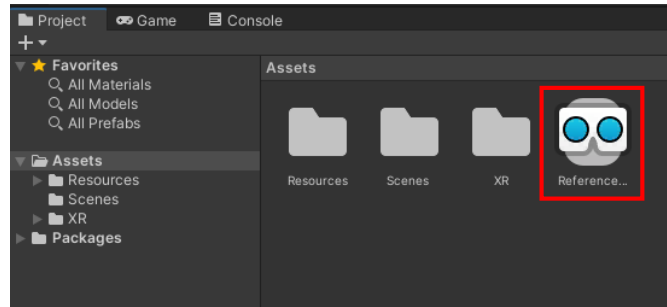 Project Game Console
Favorites
All Materials
All Models
All Prefabs
Assets
Resources
Scenes
XR
Packages
Assets
Resources Scenes XR Reference...